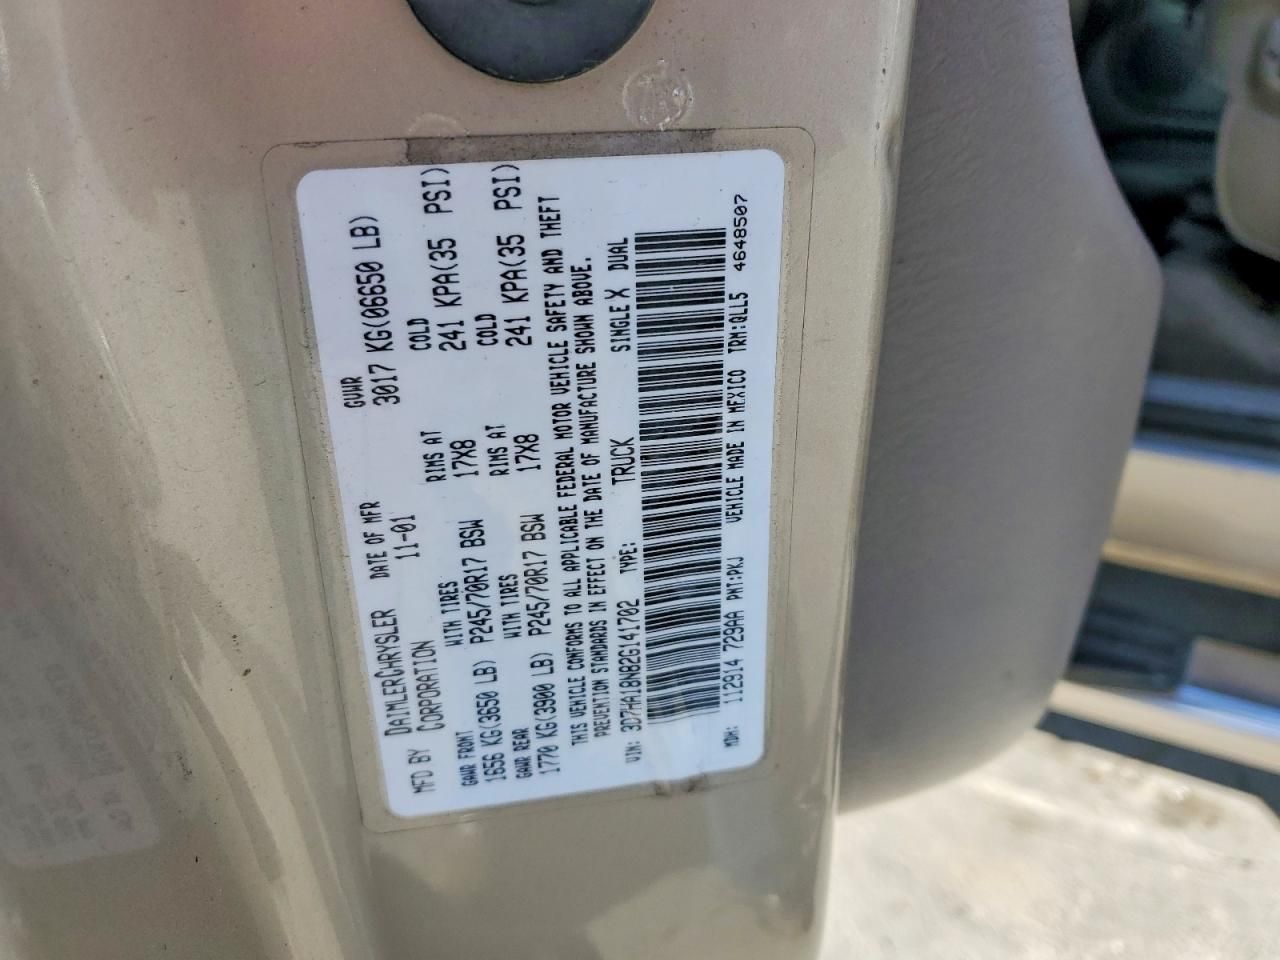 MFD BY DAIMLERCHRYSLER CORPORATION DATE OF MFR 11-01 GVWR 3017 KG(06650 LB)
GAWR FRONT WITH TIRES RIMS AT COLD
1656 KG(3650 LB) P245/70R17 BSW 17X8 241 KPA(35 PSI)
GAWR REAR WITH TIRES RIMS AT COLD
1770 KG(3900 LB) P245/70R17 BSW 17X8 241 KPA(35 PSI)
THIS VEHICLE CONFORMS TO ALL APPLICABLE FEDERAL MOTOR VEHICLE SAFETY AND THEFT
PREVENTION STANDARDS IN EFFECT ON THE DATE OF MANUFACTURE SHOWN ABOVE.
VIN: 3D7HA18N82G141702 TYPE: TRUCK SINGLE X DUAL
MDH: 112914 729AA PNT:PKJ VEHICLE MADE IN MEXICO TRM:QLL5 4648507